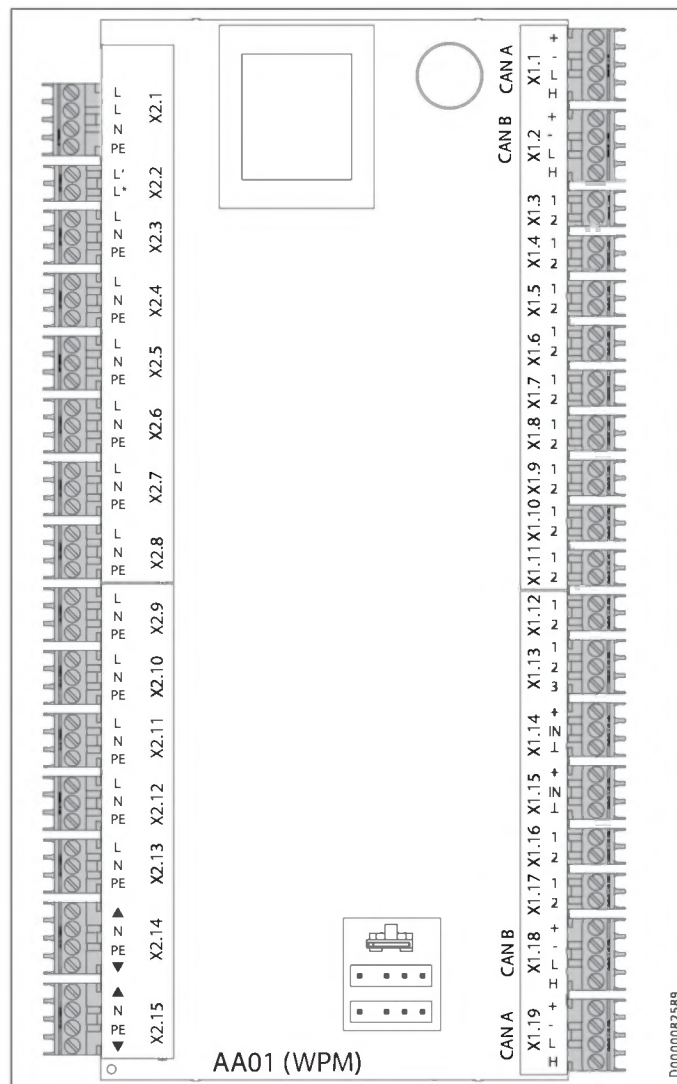 L
L
N
PE
X2.1
L'
L*
X2.2
L
N
PE
X2.3
L
N
PE
X2.4
L
N
PE
X2.5
L
N
PE
X2.6
L
N
PE
X2.7
L
N
PE
X2.8
L
N
PE
X2.9
L
N
PE
X2.10
L
N
PE
X2.11
L
N
PE
X2.12
L
N
PE
X2.13
▲
N
PE
▼
X2.14
▲
N
PE
▼
X2.15
CAN A
X1.1
+
-
L
H
CAN B
X1.2
+
-
L
H
X1.3
1
2
X1.4
1
2
X1.5
1
2
X1.6
1
2
X1.7
1
2
X1.8
1
2
X1.9
1
2
X1.10
1
2
X1.11
1
2
X1.12
1
2
X1.13
1
2
3
X1.14
+
IN
⊥
X1.15
+
IN
⊥
X1.16
1
2
X1.17
1
2
CAN B
X1.18
+
-
L
H
CAN A
X1.19
+
-
L
H
AA01 (WPM)
D0000082589